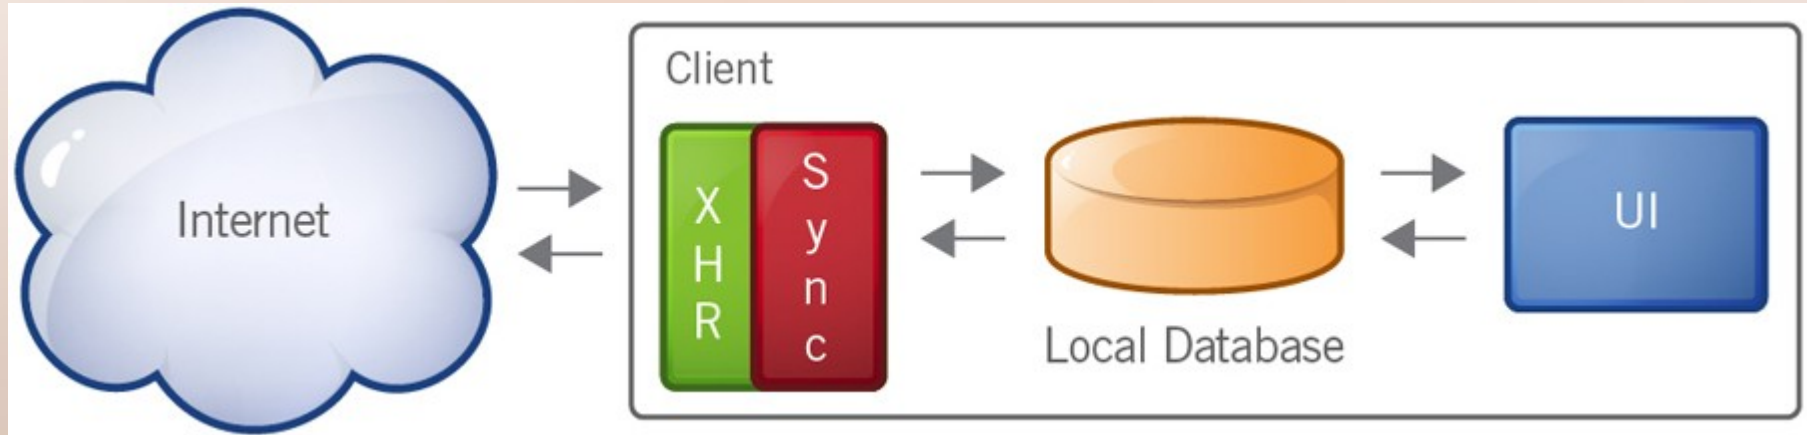 Internet
Client
XHR
Sync
Local Database
UI